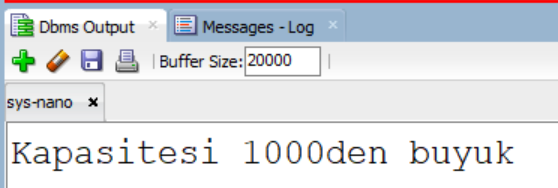 Dbms Output × Messages - Log ×
Buffer Size: 20000
sys-nano ×
Kapasitesi 1000den buyuk